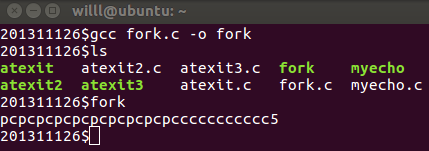 willl@ubuntu: ~
201311126$gcc fork.c -o fork
201311126$ls
atexit atexit2.c atexit3.c fork myecho
atexit2 atexit3 atexit.c fork.c myecho.c
201311126$fork
pcpcpcpcpcpcpcpcpcpccccccccccc5
201311126$